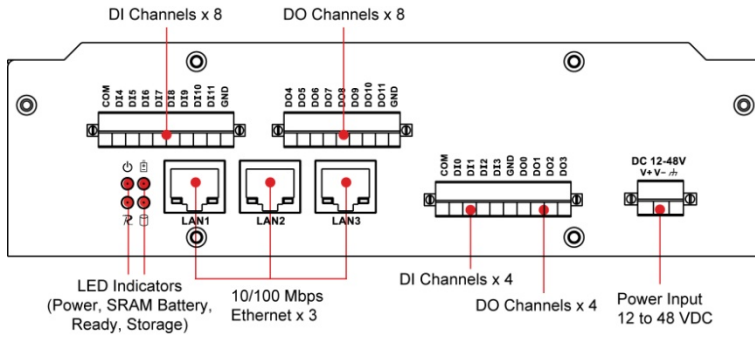 DI Channels x 8
DO Channels x 8
COM
DI4
DI5
DI6
DI7
DI8
DI9
DI10
DI11
GND
DO4
DO5
DO6
DO7
DO8
DO9
DO10
DO11
GND
COM
DI0
DI1
DI2
DI3
GND
DO0
DO1
DO2
DO3
DC 12-48V
V+ V-
LAN1
LAN2
LAN3
DI Channels x 4
DO Channels x 4
LED Indicators
(Power, SRAM Battery,
Ready, Storage)
10/100 Mbps
Ethernet x 3
Power Input
12 to 48 VDC